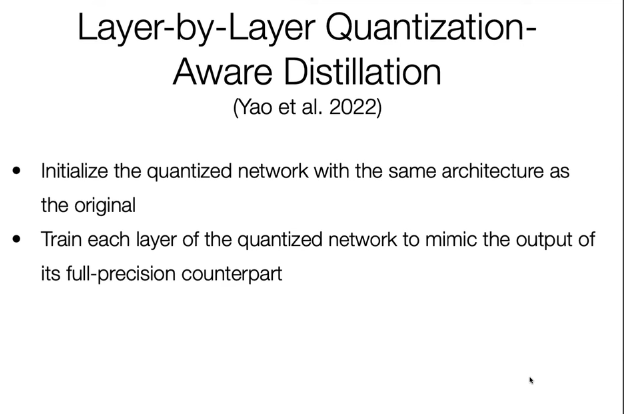 Layer-by-Layer Quantization-
Aware Distillation
(Yao et al. 2022)
• Initialize the quantized network with the same architecture as
the original
• Train each layer of the quantized network to mimic the output of
its full-precision counterpart